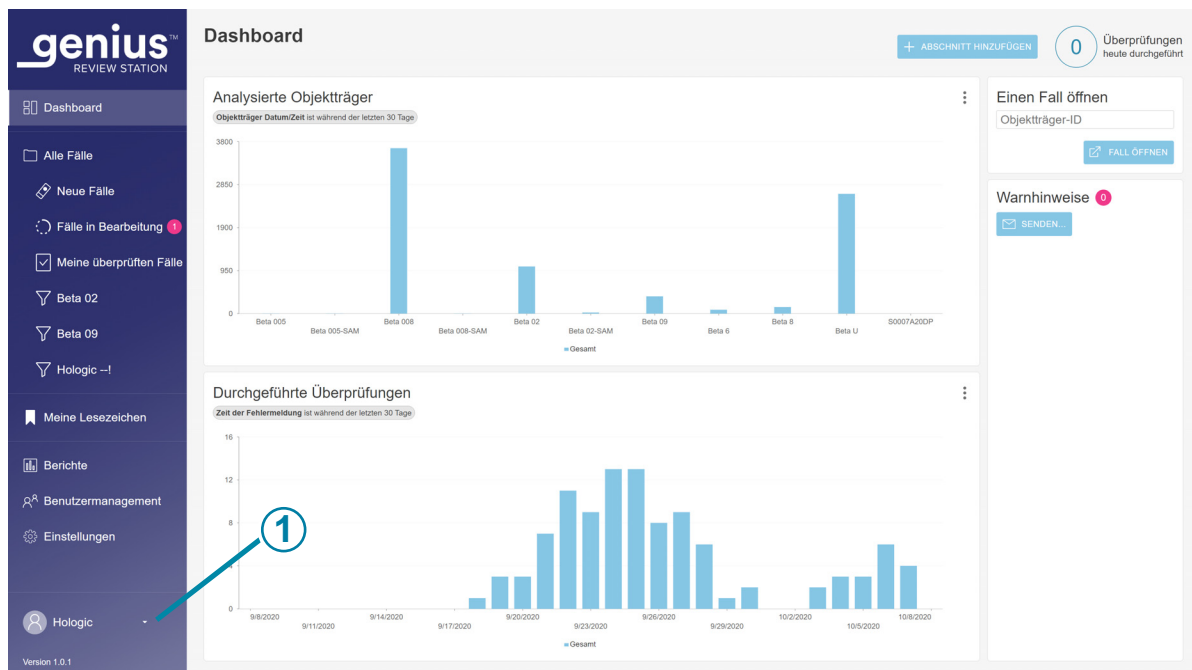 genius™
REVIEW STATION
Dashboard
Alle Fälle
Neue Fälle
Fälle in Bearbeitung 1
Meine überprüften Fälle
Beta 02
Beta 09
Hologic --!
Meine Lesezeichen
Berichte
Benutzermanagement
Einstellungen
Hologic
Version 1.0.1
Dashboard
+ ABSCHNITT HINZUFÜGEN
0
Überprüfungen
heute durchgeführt
Analysierte Objektträger
Objektträger Datum/Zeit ist während der letzten 30 Tage
3800
2850
1900
950
0
Beta 005
Beta 005-SAM
Beta 008
Beta 008-SAM
Beta 02
Beta 02-SAM
Beta 09
Beta 6
Beta 8
Beta U
S0007A20DP
Gesamt
Durchgeführte Überprüfungen
Zeit der Fehlermeldung ist während der letzten 30 Tage
16
12
8
0
9/8/2020
9/11/2020
9/14/2020
9/17/2020
9/20/2020
9/23/2020
9/26/2020
9/29/2020
10/2/2020
10/5/2020
10/8/2020
Gesamt
1
Einen Fall öffnen
Objektträger-ID
FALL ÖFFNEN
Warnhinweise 0
SENDEN...